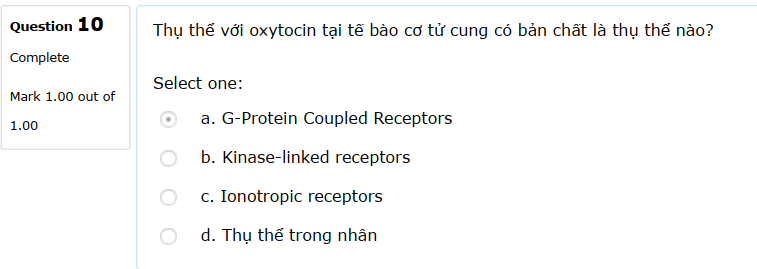 Question 10
Complete
Mark 1.00 out of
1.00
Thụ thể với oxytocin tại tế bào cơ tử cung có bản chất là thụ thể nào?
Select one:
a. G-Protein Coupled Receptors
b. Kinase-linked receptors
c. Ionotropic receptors
d. Thụ thể trong nhân